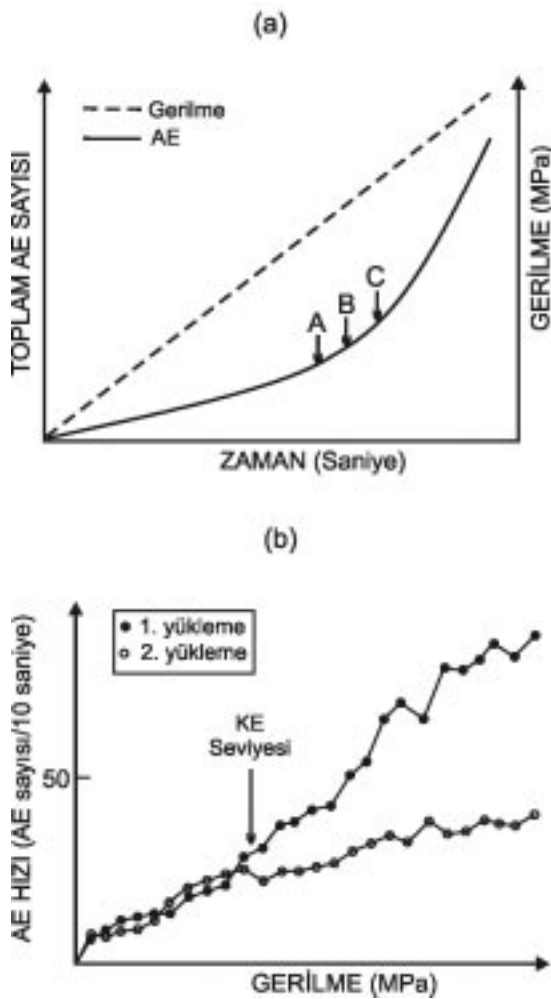 (a)
Gerilme
AE
TOPLAM AE SAYISI
GERİLME (MPa)
A
B
C
ZAMAN (Saniye)
(b)
1. yükleme
2. yükleme
KE
Seviyesi
50
AE HIZI (AE sayısı/10 saniye)
GERİLME (MPa)